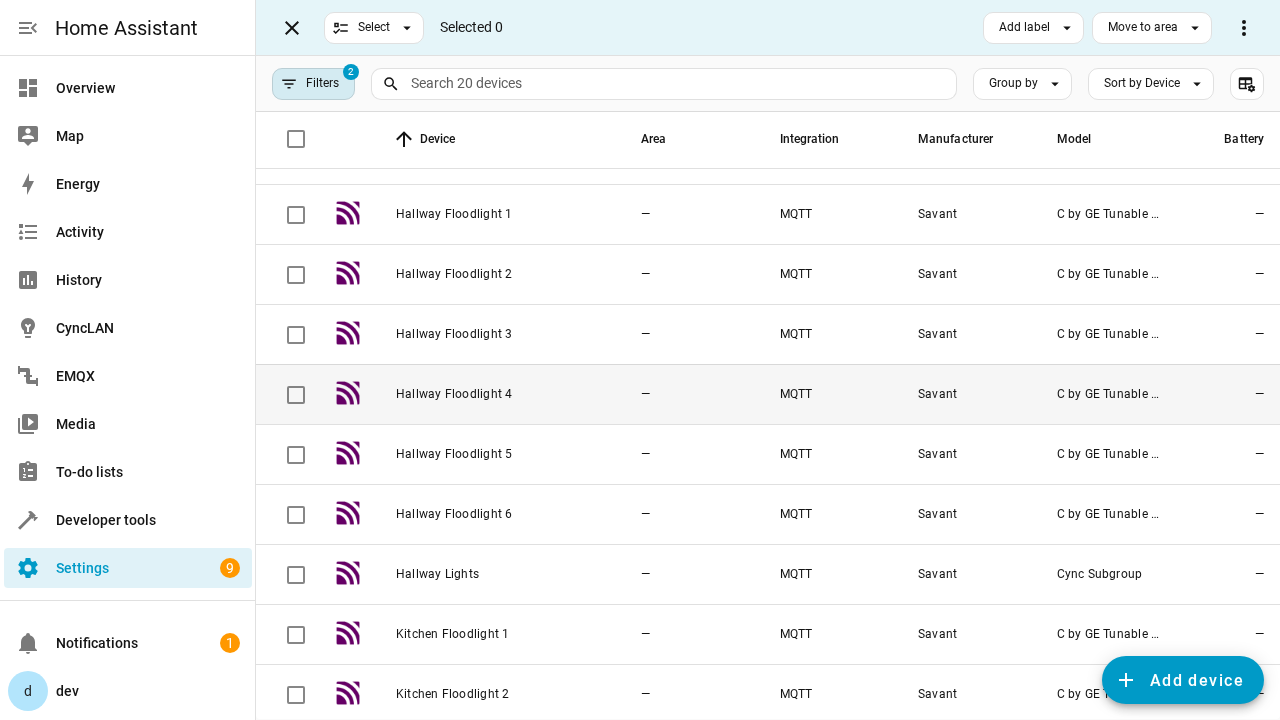 Home Assistant
Select
Selected 0
Add label
Move to area
Filters
2
Search 20 devices
Group by
Sort by Device
Overview
Map
Energy
Activity
History
CyncLAN
EMQX
Media
To-do lists
Developer tools
Settings 9
Notifications 1
d dev
Device Area Integration Manufacturer Model Battery
Hallway Floodlight 1 — MQTT Savant C by GE Tunable ... —
Hallway Floodlight 2 — MQTT Savant C by GE Tunable ... —
Hallway Floodlight 3 — MQTT Savant C by GE Tunable ... —
Hallway Floodlight 4 — MQTT Savant C by GE Tunable ... —
Hallway Floodlight 5 — MQTT Savant C by GE Tunable ... —
Hallway Floodlight 6 — MQTT Savant C by GE Tunable ... —
Hallway Lights — MQTT Savant Cync Subgroup —
Kitchen Floodlight 1 — MQTT Savant C by GE Tunable ... —
Kitchen Floodlight 2 — MQTT Savant C by GE
Add device